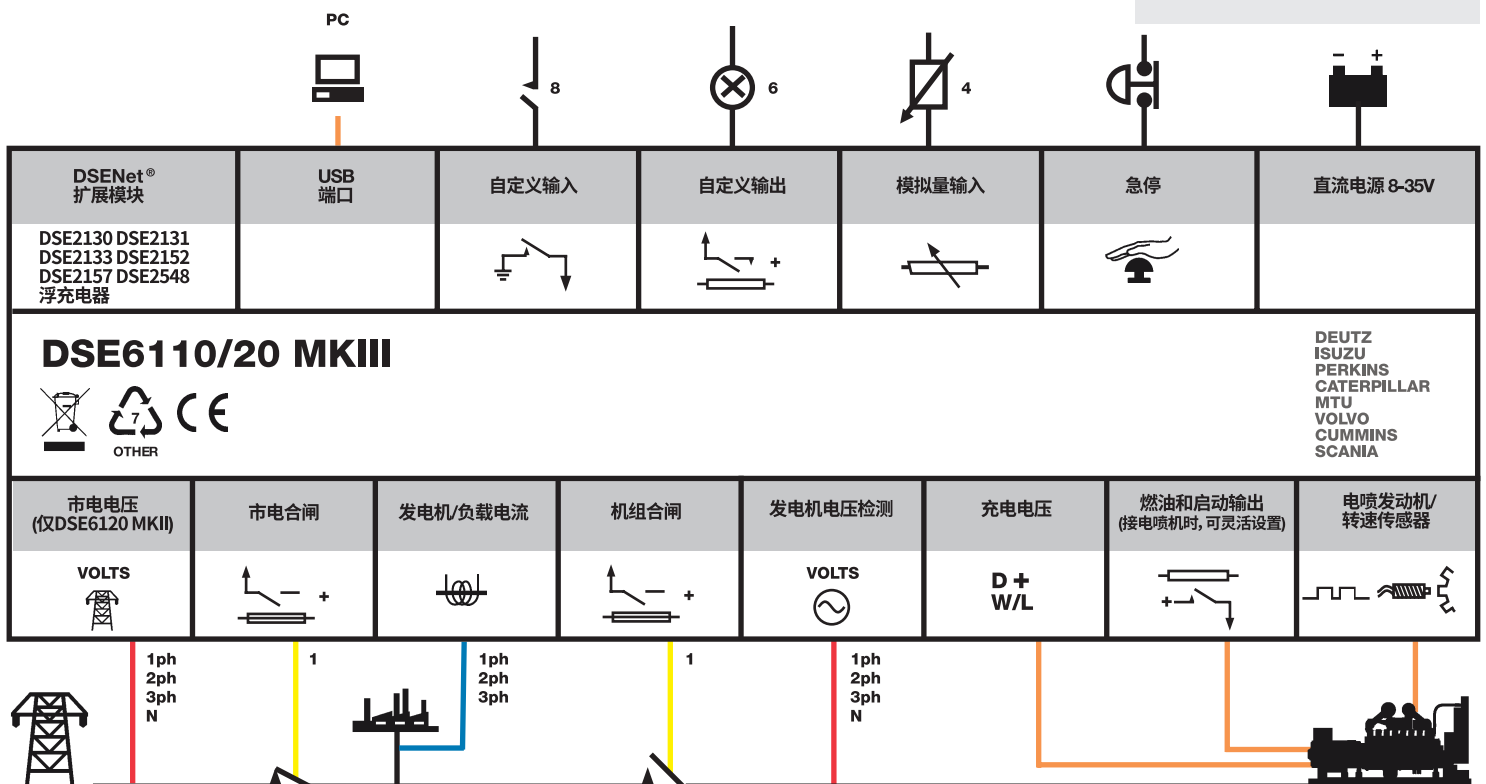 PC
8
6
4
- +
DSENet®
扩展模块
USB
端口
自定义输入
自定义输出
模拟量输入
急停
直流电源 8-35V
DSE2130 DSE2131
DSE2133 DSE2152
DSE2157 DSE2548
浮充电器
+
DSE6110/20 MKIII
7
OTHER
CE
DEUTZ
ISUZU
PERKINS
CATERPILLAR
MTU
VOLVO
CUMMINS
SCANIA
市电电压
(仅DSE6120 MKII)
市电合闸
发电机/负载电流
机组合闸
发电机电压检测
充电电压
燃油和启动输出
(接电喷机时, 可灵活设置)
电喷发动机/
转速传感器
VOLTS
+
+
VOLTS
D +
W/L
+
1ph
2ph
3ph
N
1
1ph
2ph
3ph
1
1ph
2ph
3ph
N